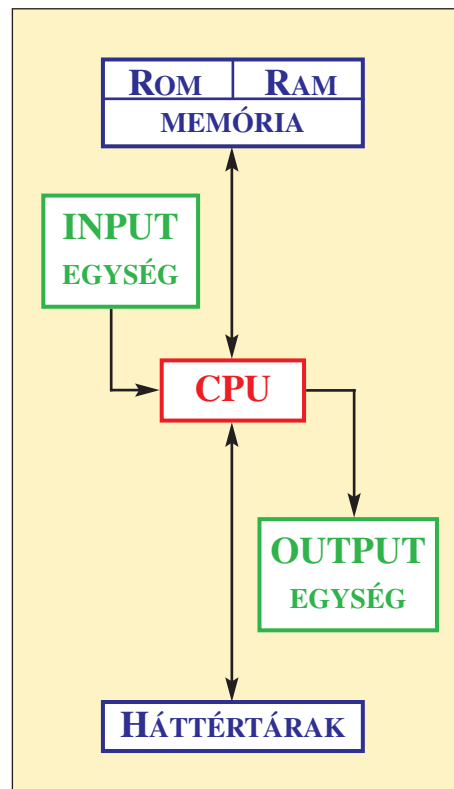 ROM RAM
MEMÓRIA
INPUT
EGYSÉG
CPU
OUTPUT
EGYSÉG
HÁTTÉRTÁRAK